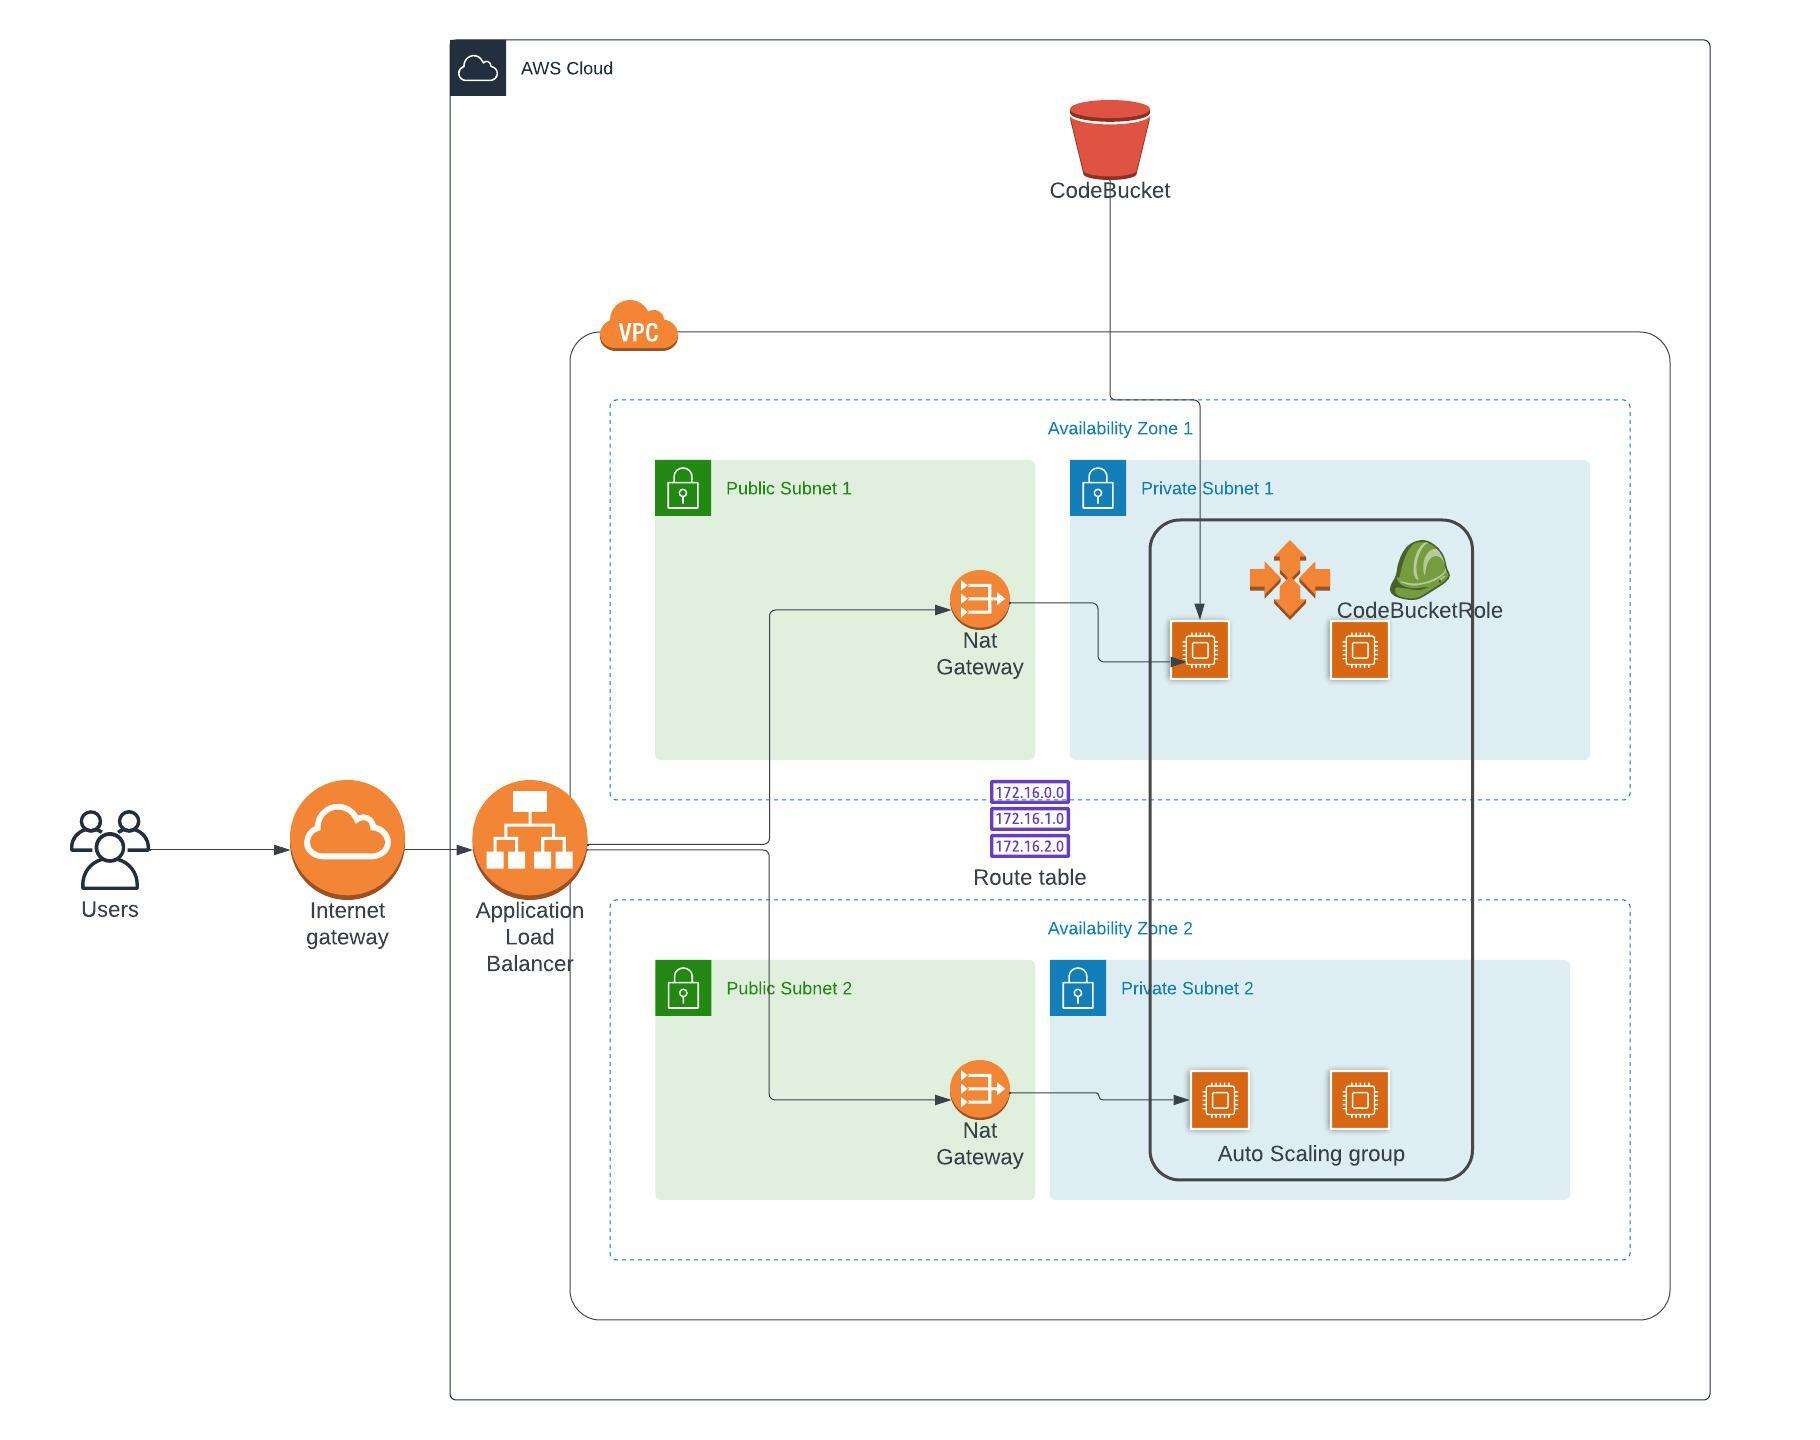 AWS Cloud
CodeBucket
VPC
Availability Zone 1
Public Subnet 1
Private Subnet 1
CodeBucketRole
Nat
Gateway
172.16.0.0
172.16.1.0
172.16.2.0
Route table
Users
Internet
gateway
Application
Load
Balancer
Availability Zone 2
Public Subnet 2
Private Subnet 2
Nat
Gateway
Auto Scaling group